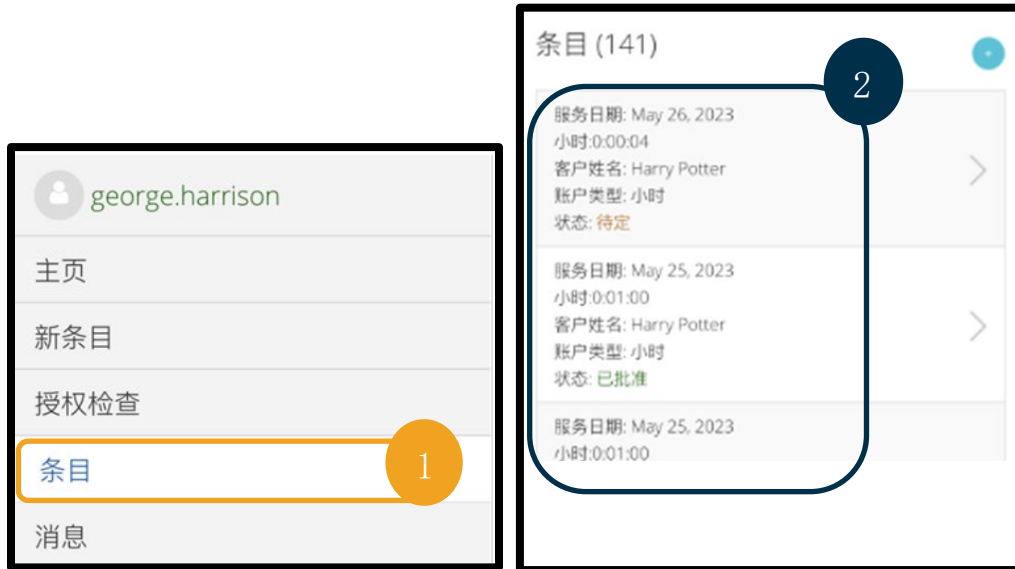 george.harrison
主页
新条目
授权检查
条目
1
消息
条目 (141)
+
2
服务日期: May 26, 2023
小时:0:00:04
客户姓名: Harry Potter
账户类型: 小时
状态: 待定
服务日期: May 25, 2023
小时:0:01:00
客户姓名: Harry Potter
账户类型: 小时
状态: 已批准
服务日期: May 25, 2023
小时:0:01:00